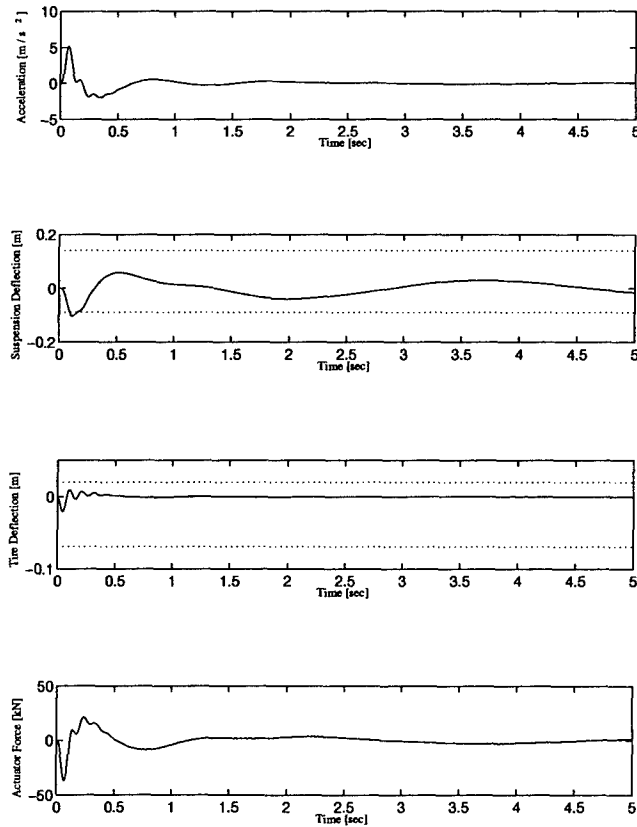 Acceleration [m / s ²]
10
5
0
-5
0 0.5 1 1.5 2 2.5 3 3.5 4 4.5 5
Time [sec]
Suspension Deflection [m]
0.2
0
-0.2
0 0.5 1 1.5 2 2.5 3 3.5 4 4.5 5
Time [sec]
Tire Deflection [m]
0
-0.1
0 0.5 1 1.5 2 2.5 3 3.5 4 4.5 5
Time [sec]
Actuator Force [kN]
50
0
-50
0 0.5 1 1.5 2 2.5 3 3.5 4 4.5 5
Time [sec]